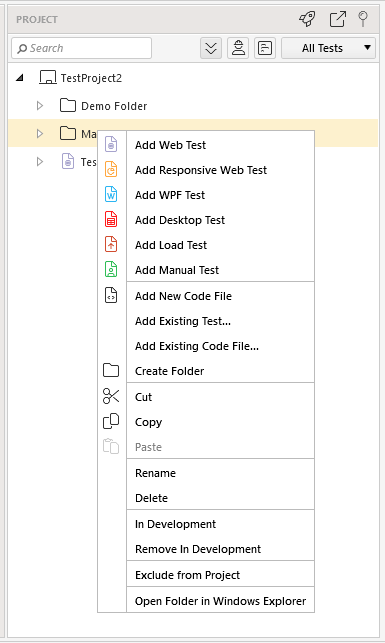 PROJECT
Search
All Tests
TestProject2
Demo Folder
Ma
Tes
Add Web Test
Add Responsive Web Test
Add WPF Test
Add Desktop Test
Add Load Test
Add Manual Test
Add New Code File
Add Existing Test...
Add Existing Code File...
Create Folder
Cut
Copy
Paste
Rename
Delete
In Development
Remove In Development
Exclude from Project
Open Folder in Windows Explorer